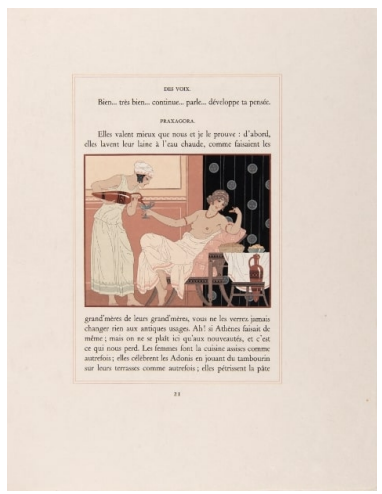 DES VOIX.
Bien... très bien... continue... parle... développe ta pensée.
PRAXAGORA.
Elles valent mieux que nous et je le prouve : d'abord,
elles lavent leur laine à l'eau chaude, comme faisaient les
grand'mères de leurs grand'mères, vous ne les verrez jamais
changer rien aux antiques usages. Ah! si Athènes faisait de
même ; mais on ne se plaît ici qu'aux nouveautés, et c'est
ce qui nous perd. Les femmes font la cuisine assises comme
autrefois ; elles célèbrent les Adonis en jouant du tambourin
sur leurs terrasses comme autrefois ; elles pétrissent la pâte